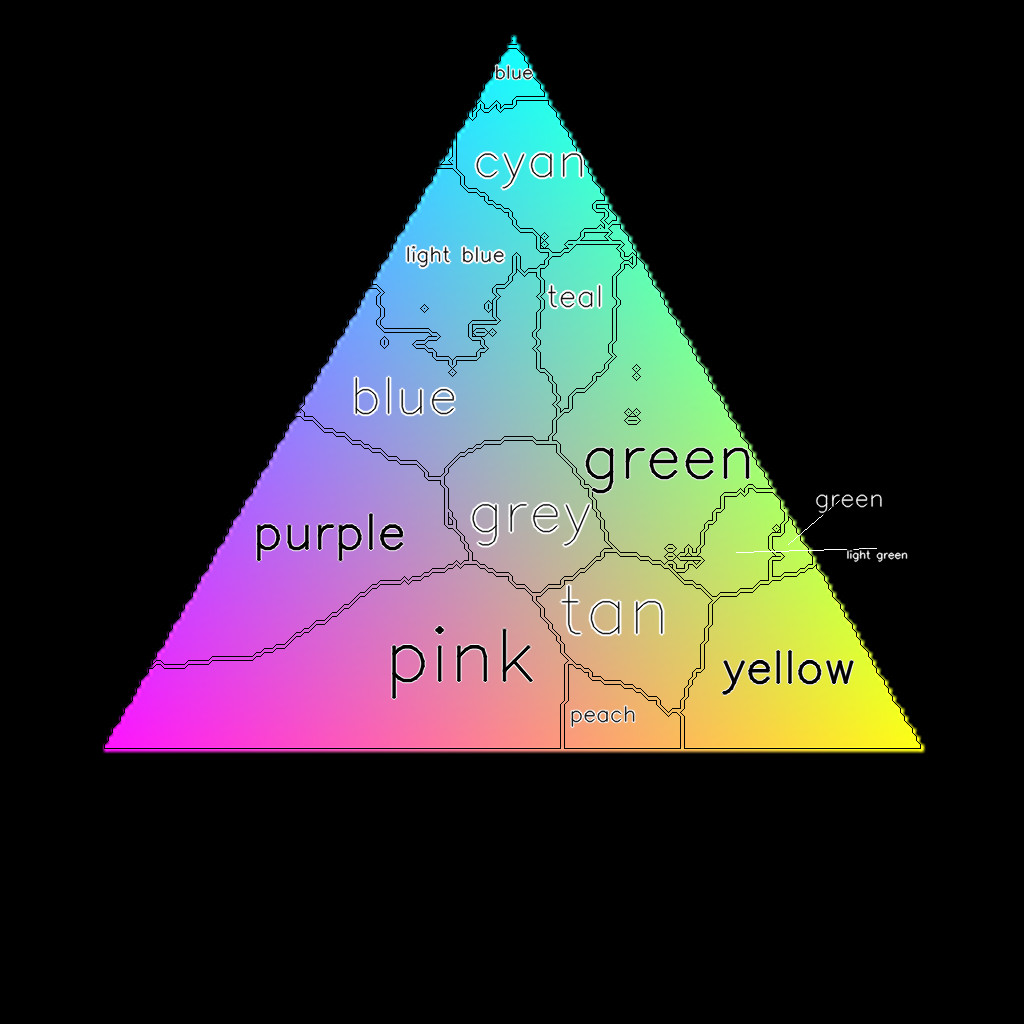 blue
cyan
light blue
teal
blue
green
green
grey
purple
light green
tan
pink
yellow
peach